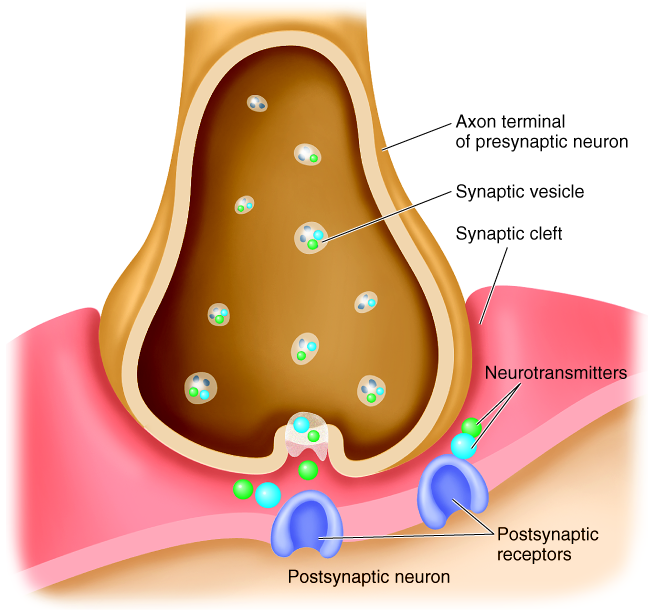 Axon terminal
of presynaptic neuron
Synaptic vesicle
Synaptic cleft
Neurotransmitters
Postsynaptic
receptors
Postsynaptic neuron